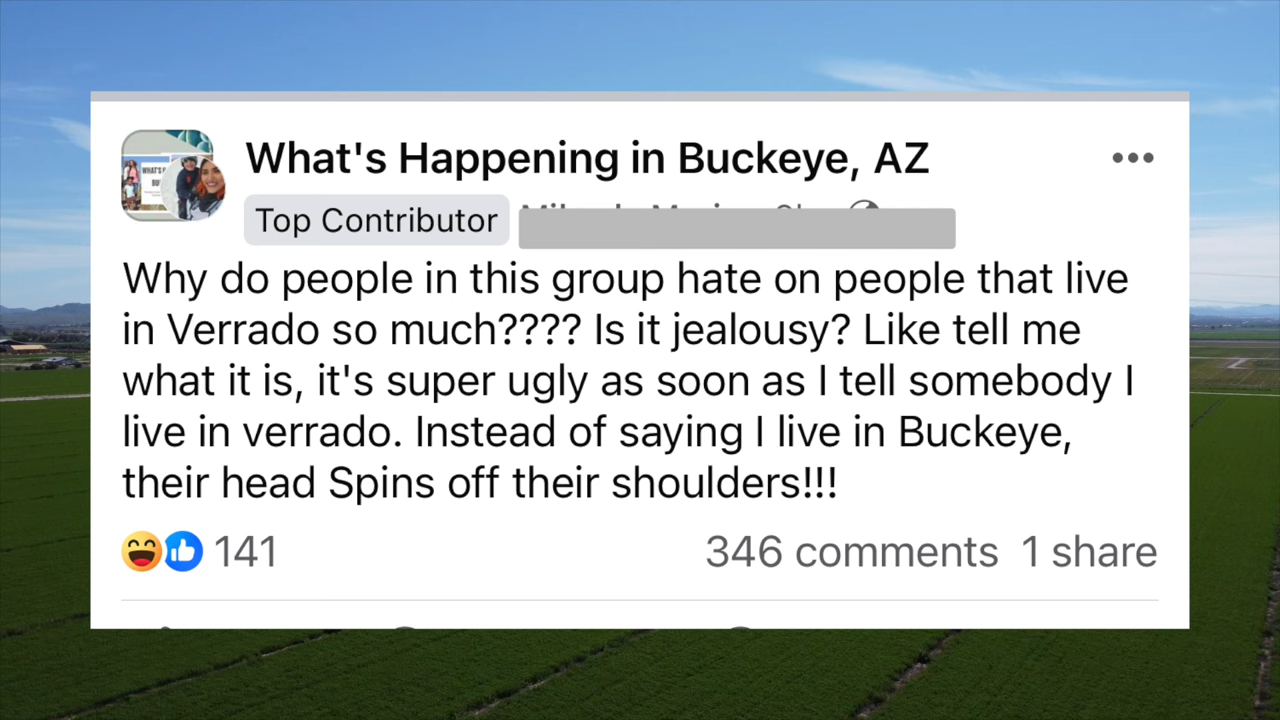 What's Happening in Buckeye, AZ
Top Contributor
Why do people in this group hate on people that live
in Verrado so much???? Is it jealousy? Like tell me
what it is, it's super ugly as soon as I tell somebody I
live in verrado. Instead of saying I live in Buckeye,
their head Spins off their shoulders!!!
141
346 comments 1 share